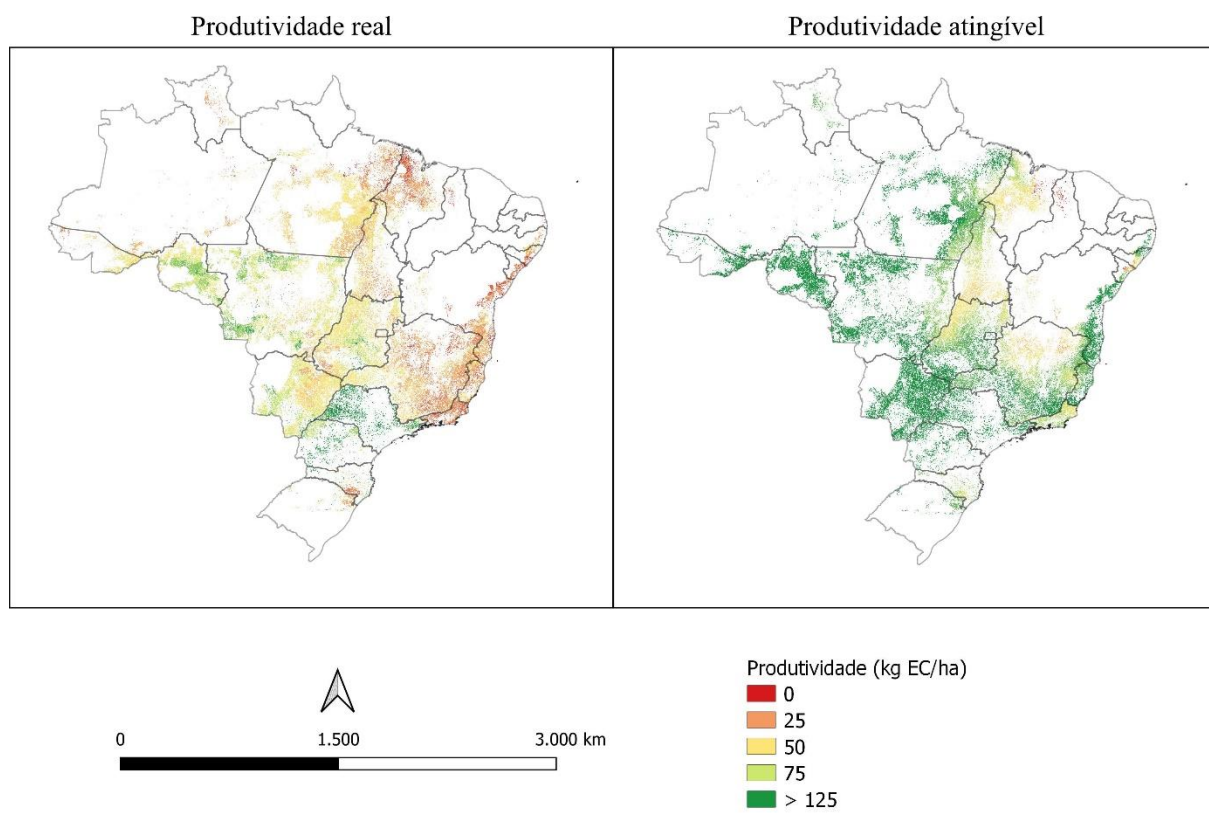 Produtividade real
Produtividade atingível
Produtividade (kg EC/ha)
0
25
50
75
> 125
0 1.500 3.000 km